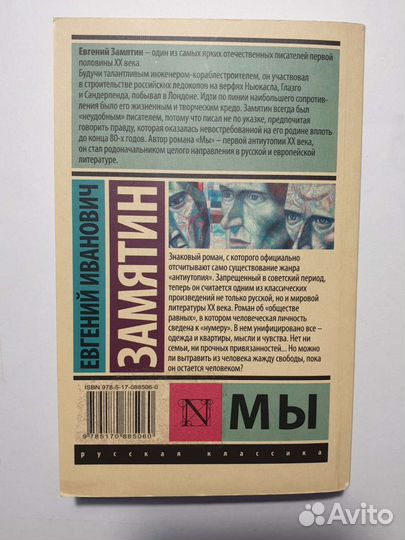 Евгений Замятин – один из самых ярких отечественных писателей первой
половины XX века.
Будучи талантливым инженером-кораблестроителем, он участвовал
в строительстве российских ледоколов на верфях Ньюкасла, Глазго
и Сандерленда, побывал в Лондоне. Идти по линии наибольшего сопротив-
ления было его жизненным и творческим кредо. Замятин всегда был
«неудобным» писателем, потому что писал не по указке, предпочитая
говорить правду, которая оказалась невостребованной на его родине вплоть
до конца 80-х годов. Автор романа «Мы» – первой антиутопии XX века,
он стал родоначальником целого направления в русской и европейской
литературе.
ЕВГЕНИЙ ИВАНОВИЧ
ЗАМЯТИН
Знаковый роман, с которого официально
отсчитывают само существование жанра
«антиутопия». Запрещенный в советский период,
теперь он считается одним из классических
произведений не только русской, но и мировой
литературы XX века. Роман об «обществе
равных», в котором человеческая личность
сведена к «нумеру». В нем унифицировано все –
одежда и квартиры, мысли и чувства. Нет ни
семьи, ни прочных привязанностей... Но можно
ли вытравить из человека жажду свободы, пока
он остается человеком?
ISBN 978-5-17-088506-0
9 785170 885060
N
МЫ
русская классика
Avito